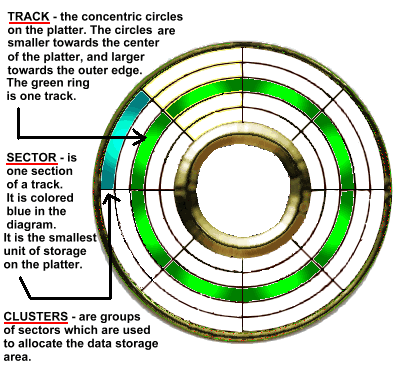 TRACK - the concentric circles
on the platter. The circles are
smaller towards the center
of the platter, and larger
towards the outer edge.
The green ring
is one track.
SECTOR - is
one section
of a track.
It is colored
blue in the
diagram.
It is the smallest
unit of storage
on the platter.
CLUSTERS - are groups
of sectors which are used
to allocate the data storage
area.